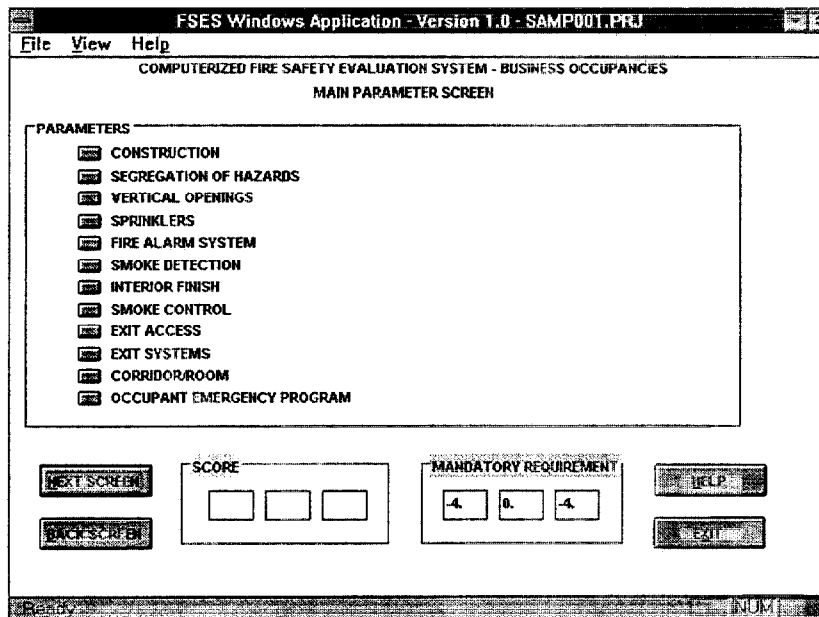 FSES Windows Application - Version 1.0 - SAMP001.PRJ
File View Help
COMPUTERIZED FIRE SAFETY EVALUATION SYSTEM - BUSINESS OCCUPANCIES
MAIN PARAMETER SCREEN
PARAMETERS
CONSTRUCTION
SEGREGATION OF HAZARDS
VERTICAL OPENINGS
SPRINKLERS
FIRE ALARM SYSTEM
SMOKE DETECTION
INTERIOR FINISH
SMOKE CONTROL
EXIT ACCESS
EXIT SYSTEMS
CORRIDOR/ROOM
OCCUPANT EMERGENCY PROGRAM
NEXT SCREEN
BACK SCREEN
SCORE
MANDATORY REQUIREMENT
-4. 0. -4.
HELP
EXIT
Ready NUM